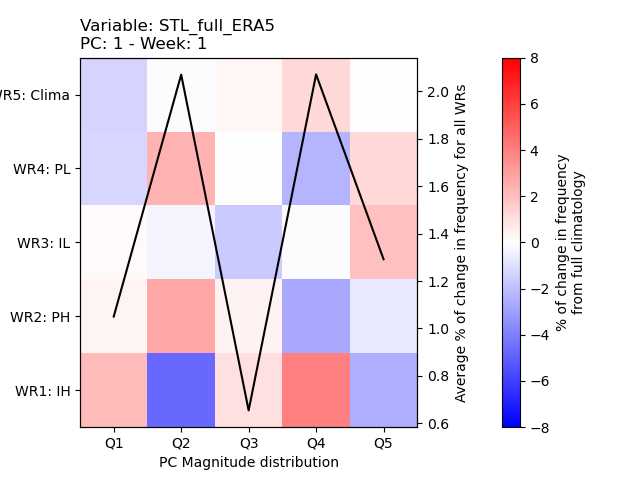 Variable: STL_full_ERA5
PC: 1 - Week: 1
WR5: Clima
WR4: PL
WR3: IL
WR2: PH
WR1: IH
Q1 Q2 Q3 Q4 Q5
PC Magnitude distribution
2.0
1.8
1.6
1.4
1.2
1.0
0.8
0.6
Average % of change in frequency for all WRs
8
6
4
2
0
−2
−4
−6
−8
% of change in frequency
from full climatology